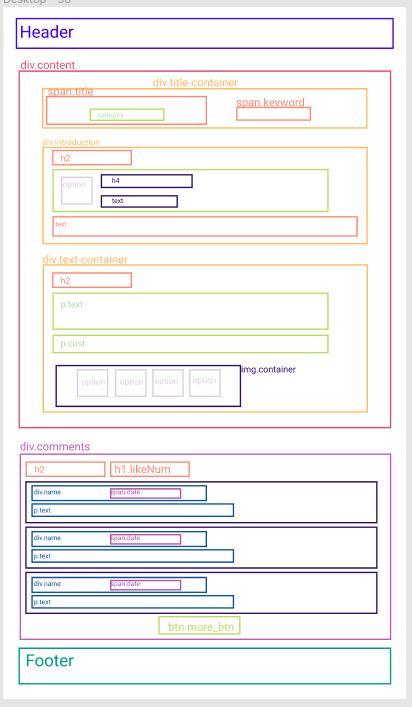 Desktop - 36
Header
div.content
div.title-container
span.title
span.keyword
category
div.introduction
h2
option
h4
text
text
div.text-container
h2
p.text
p.cost
img.container
option
option
option
option
div.comments
h2
h1.likeNum
div.name
span.date
p.text
div.name
span.date
p.text
div.name
span.date
p.text
btn.more_btn
Footer